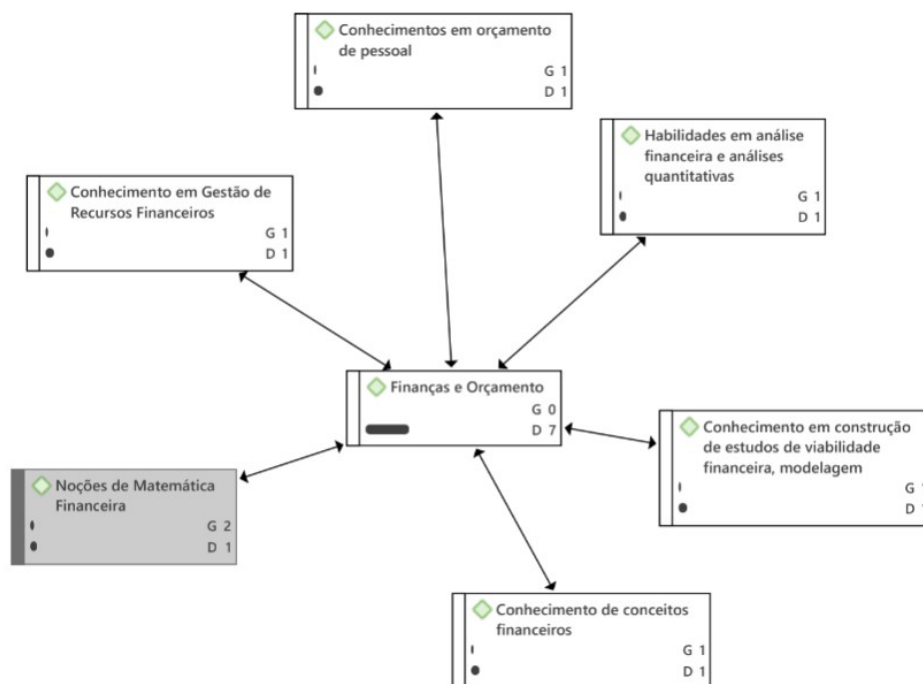 Conhecimentos em orçamento
de pessoal
G 1
D 1
Habilidades em análise
financeira e análises
quantitativas
G 1
D 1
Conhecimento em Gestão de
Recursos Financeiros
G 1
D 1
Finanças e Orçamento
G 0
D 7
Conhecimento em construção
de estudos de viabilidade
financeira, modelagem
G
D
Noções de Matemática
Financeira
G 2
D 1
Conhecimento de conceitos
financeiros
G 1
D 1